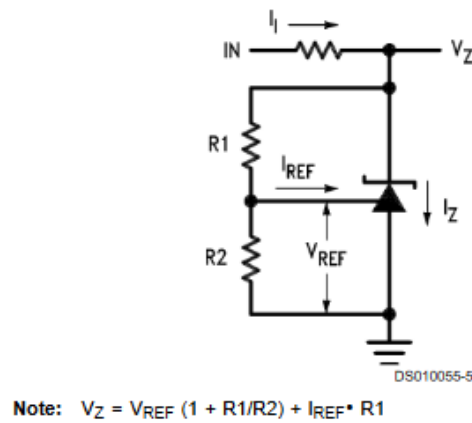 I_I
IN
V_Z
R1
I_REF
I_Z
R2
V_REF
DS010055-5
Note: V_Z = V_REF (1 + R1/R2) + I_REF• R1